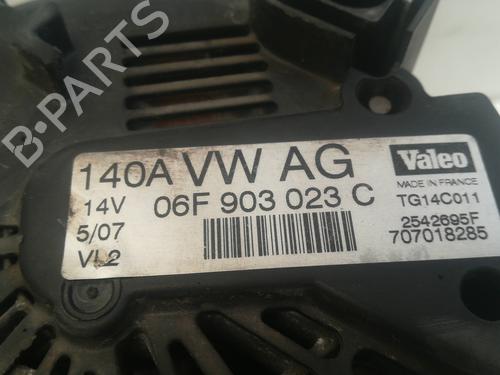 B-PARTS
140A VW AG
14V 06F 903 023 C
5/07
VL2
Valeo
MADE IN FRANCE
TG14C011
2542695F
707018285